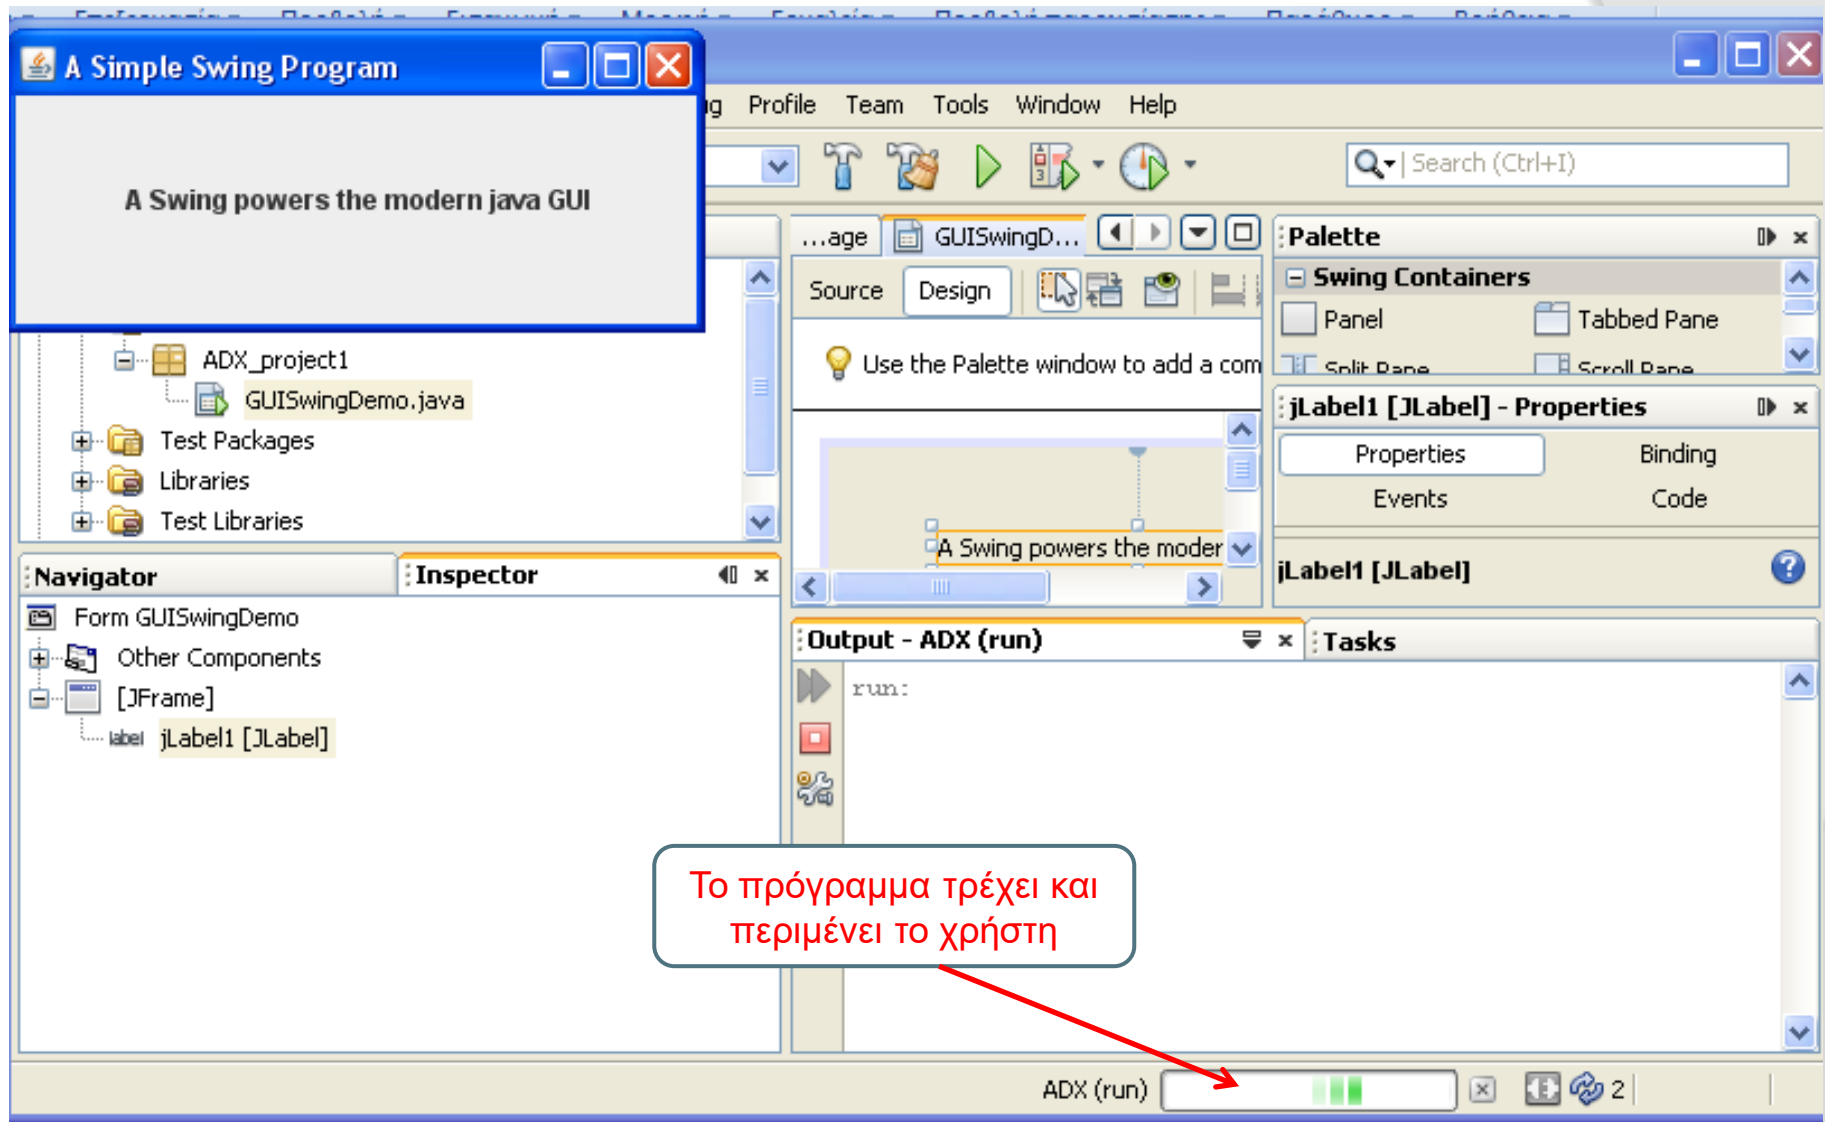 A Simple Swing Program
A Swing powers the modern java GUI
Profile Team Tools Window Help
Search (Ctrl+I)
...age GUISwingD...
Source Design
Use the Palette window to add a com
A Swing powers the moder
Palette
Swing Containers
Panel Tabbed Pane
Split Pane Scroll Pane
jLabel1 [JLabel] - Properties
Properties Binding
Events Code
jLabel1 [JLabel]
ADX_project1
GUISwingDemo.java
Test Packages
Libraries
Test Libraries
Navigator Inspector
Form GUISwingDemo
Other Components
[JFrame]
label jLabel1 [JLabel]
Output - ADX (run) Tasks
run:
Το πρόγραμμα τρέχει και
περιμένει το χρήστη
ADX (run) 2